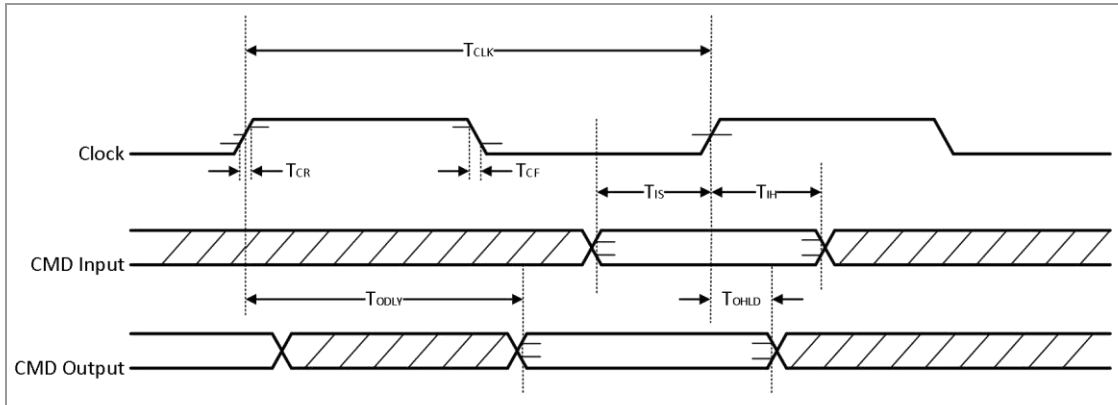 TCLK
Clock
TCR
TCF
TIS
TIH
CMD Input
TODLY
TOHLD
CMD Output